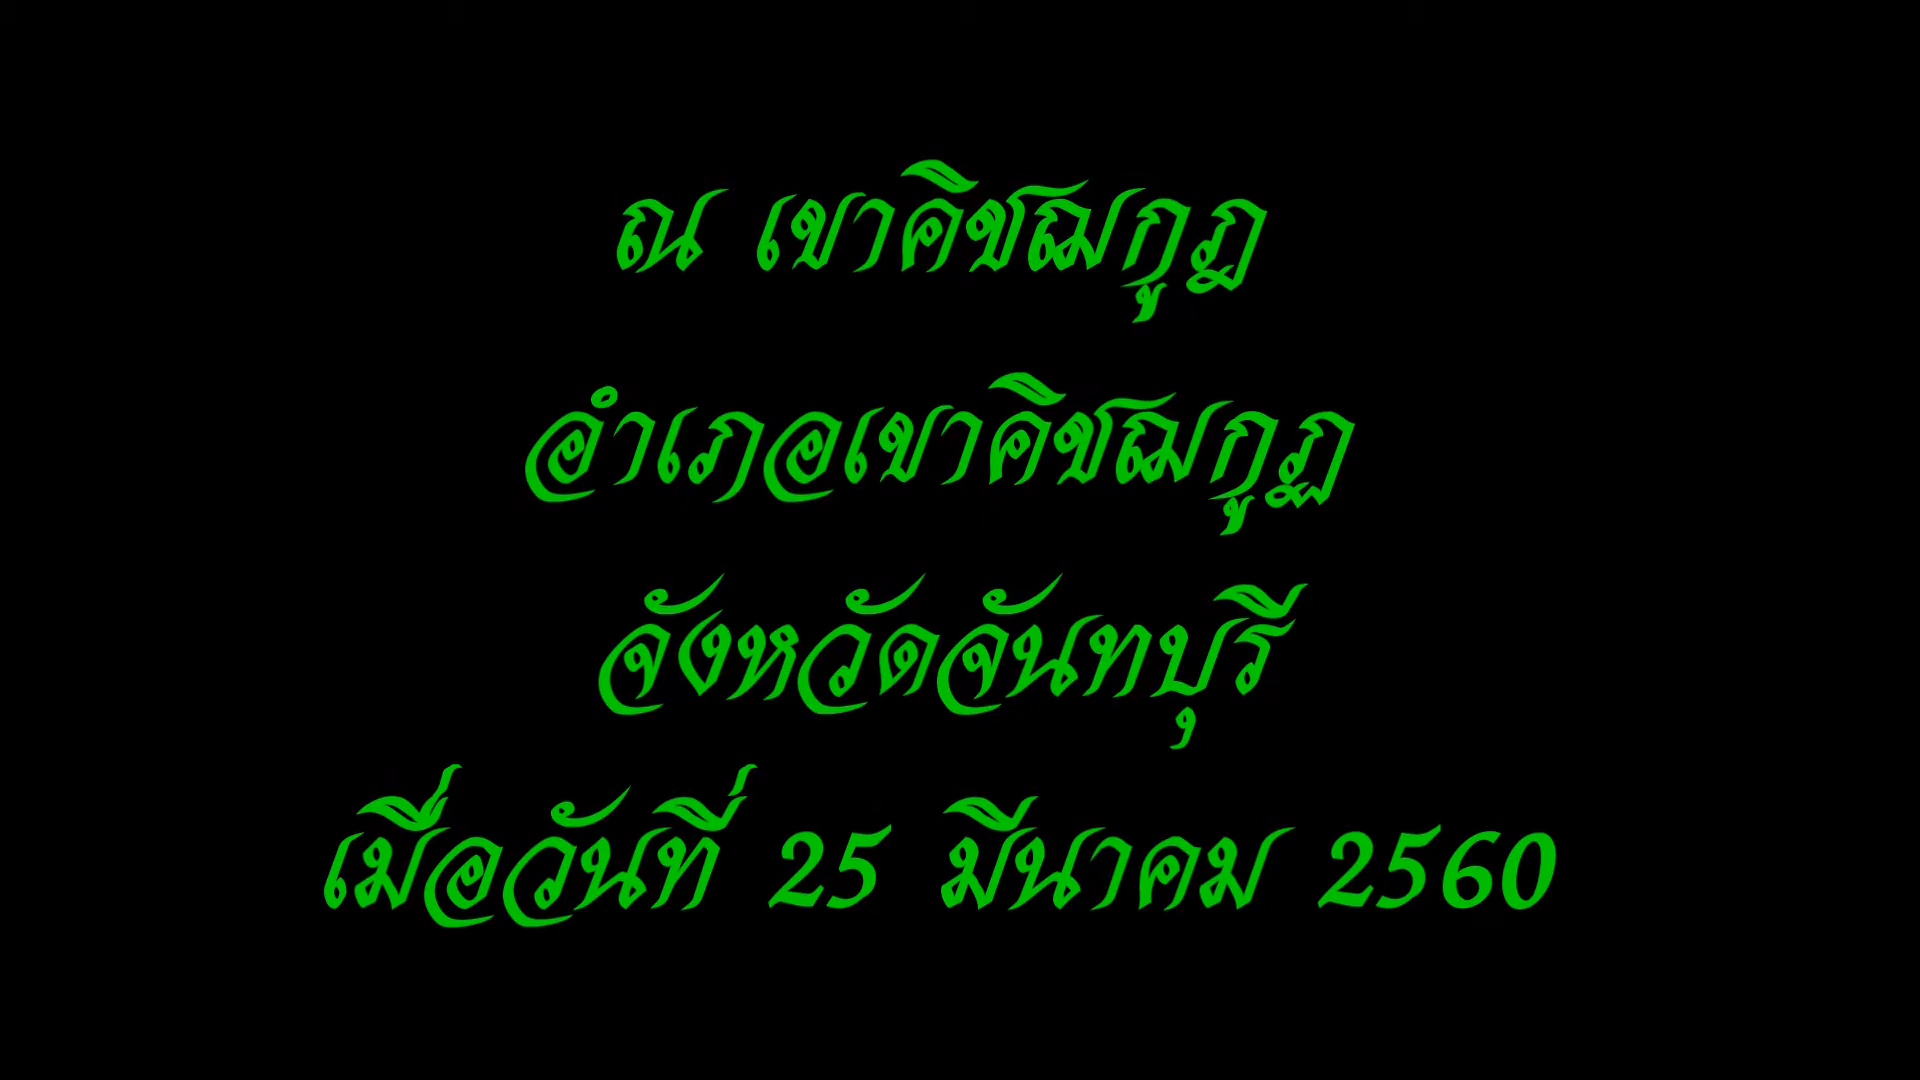 ณ เขาคิชฌกูฎ
อำเภอเขาคิชฌกูฏ
จังหวัดจันทบุรี
เมื่อวันที่ 25 มีนาคม 2560